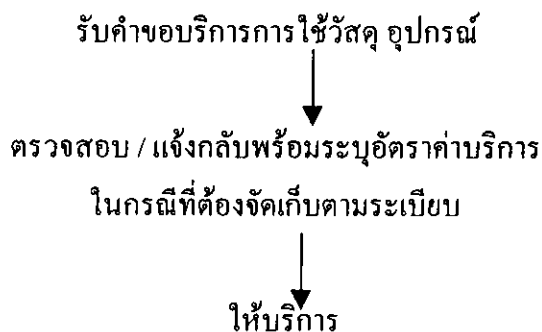 รับคำขอบริการการใช้วัสดุ อุปกรณ์
ตรวจสอบ / แจ้งกลับพร้อมระบุอัตราค่าบริการ
ในกรณีที่ต้องจัดเก็บตามระเบียบ
ให้บริการ